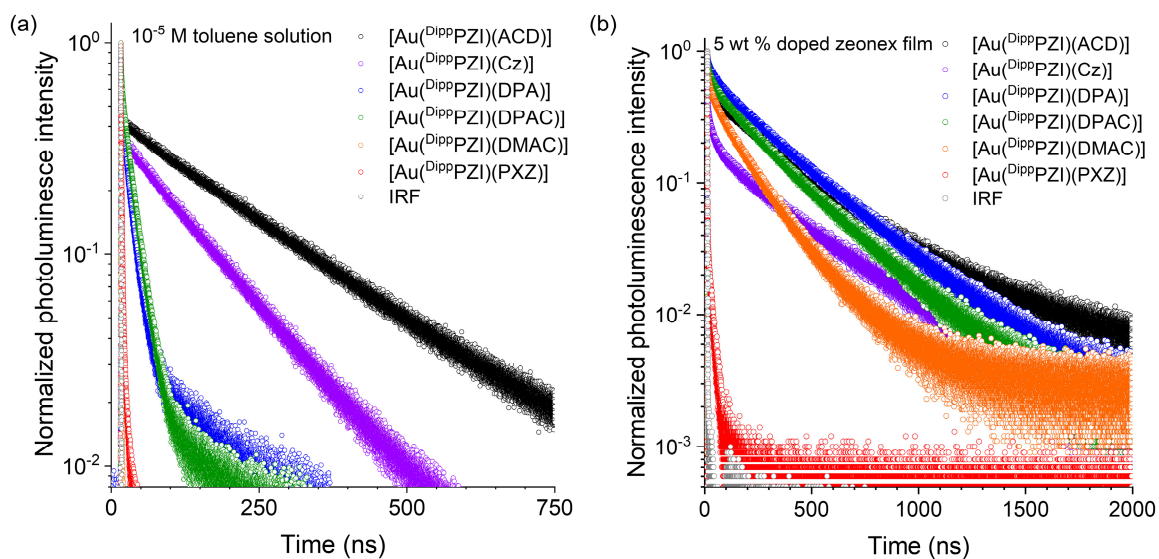 (a)
10⁻⁵ M toluene solution
[Au(ᴰⁱᵖᵖPZI)(ACD)]
[Au(ᴰⁱᵖᵖPZI)(Cz)]
[Au(ᴰⁱᵖᵖPZI)(DPA)]
[Au(ᴰⁱᵖᵖPZI)(DPAC)]
[Au(ᴰⁱᵖᵖPZI)(DMAC)]
[Au(ᴰⁱᵖᵖPZI)(PXZ)]
IRF
Normalized photoluminesce intensity
10⁰
10⁻¹
10⁻²
0
250
500
750
Time (ns)
(b)
5 wt % doped zeonex film
[Au(ᴰⁱᵖᵖPZI)(ACD)]
[Au(ᴰⁱᵖᵖPZI)(Cz)]
[Au(ᴰⁱᵖᵖPZI)(DPA)]
[Au(ᴰⁱᵖᵖPZI)(DPAC)]
[Au(ᴰⁱᵖᵖPZI)(DMAC)]
[Au(ᴰⁱᵖᵖPZI)(PXZ)]
IRF
Normalized photoluminescence intensity
10⁰
10⁻¹
10⁻²
10⁻³
0
500
1000
1500
2000
Time (ns)